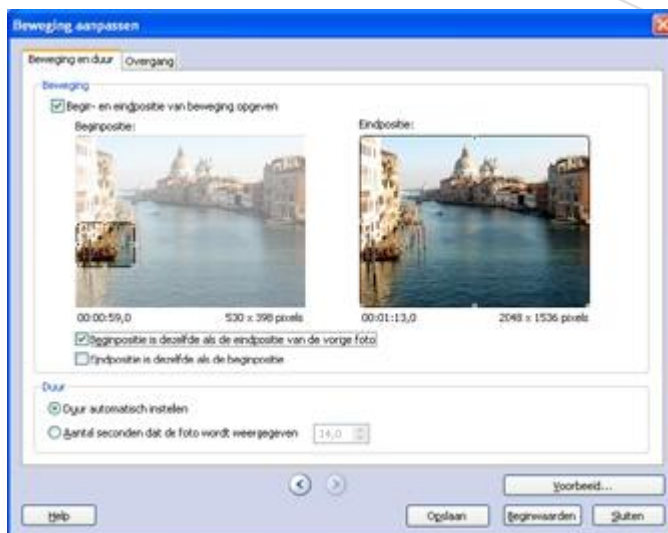 Beweging aanpassen
Beweging en duur Overgang
Beweging
Begin- en eindpositie van beweging opgeven
Beginpositie: Eindpositie:
00:00:59,0 530 x 398 pixels 00:01:13,0 2048 x 1536 pixels
Beginpositie is dezelfde als de eindpositie van de vorige foto
Eindpositie is dezelfde als de beginpositie
Duur
Duur automatisch instellen
Aantal seconden dat de foto wordt weergegeven 14,0
Voorbeeld...
Help Opslaan Beginwaarden Sluiten